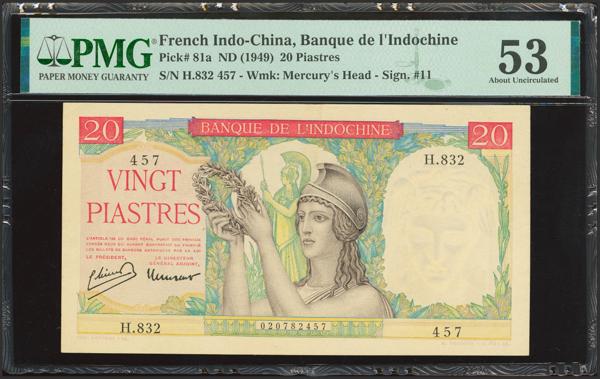 PMG
PAPER MONEY GUARANTY
French Indo-China, Banque de l'Indochine
Pick# 81a ND (1949) 20 Piastres
S/N H.832 457 - Wmk: Mercury's Head - Sign. #11
53
About Uncirculated
20
BANQUE DE L'INDOCHINE
20
457
H.832
VINGT
PIASTRES
LE PRÉSIDENT,
LE DIRECTEUR
GÉNÉRAL ADJOINT,
H.832
020782457
457